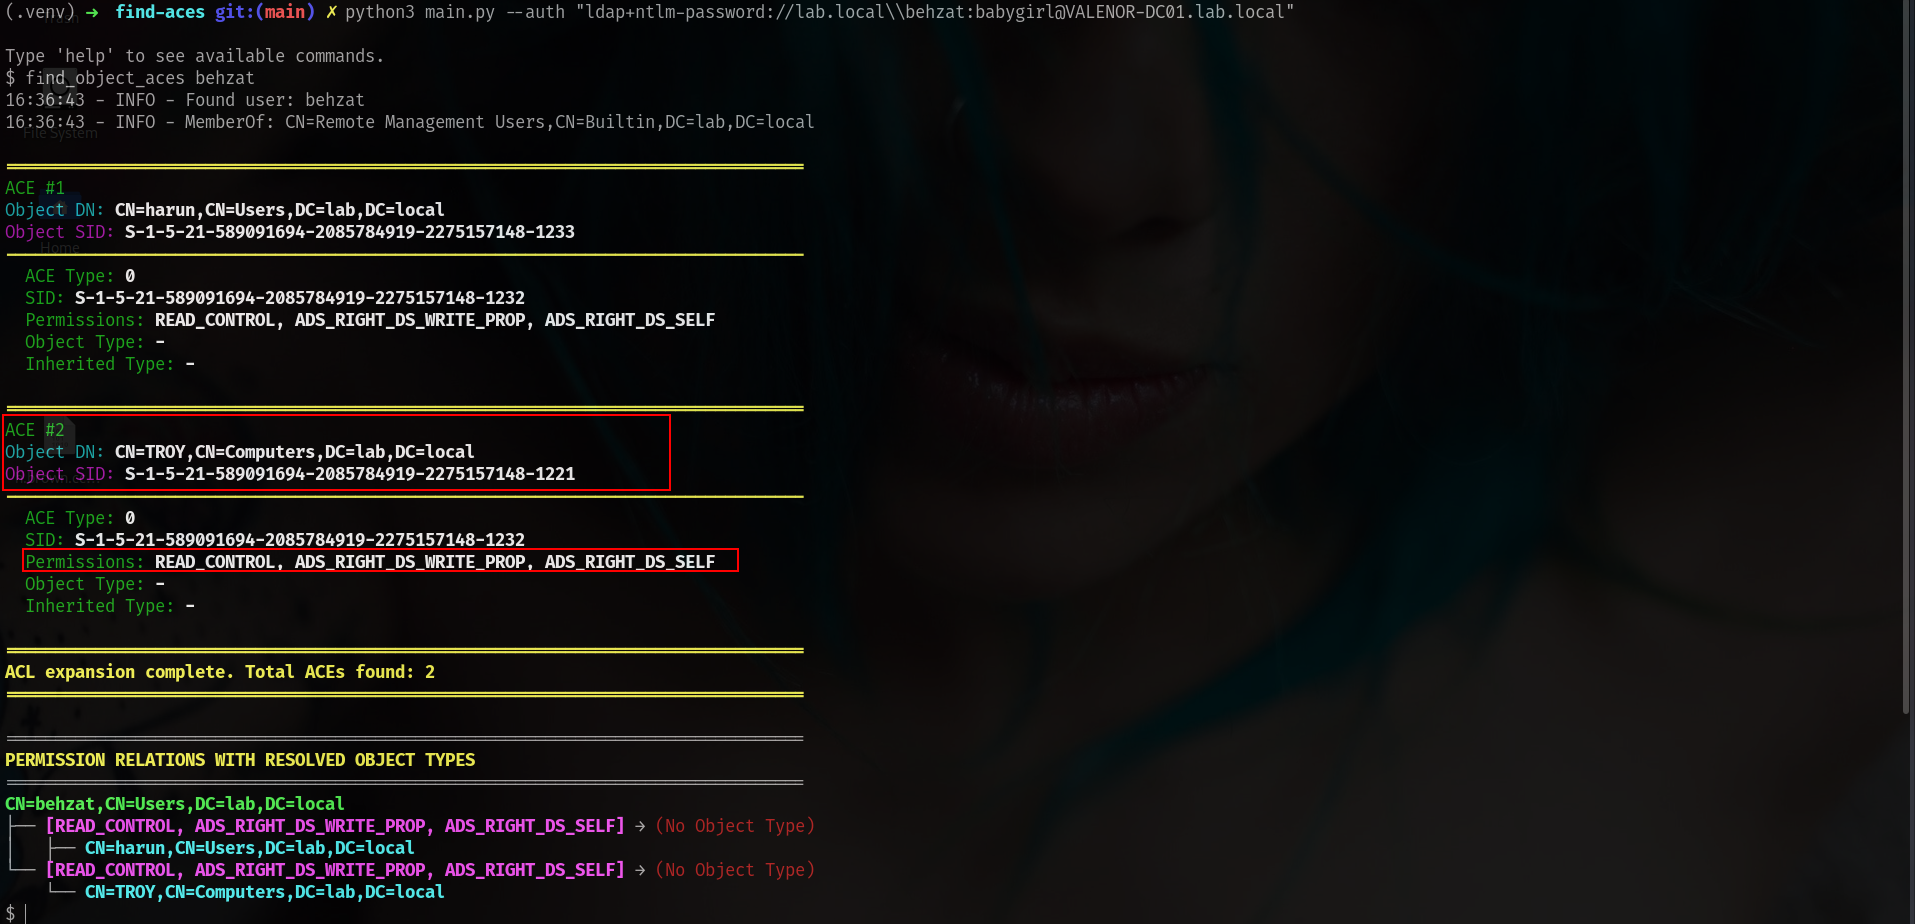 (.venv) ➜ find-aces git:(main) ✗ python3 main.py --auth "ldap+ntlm-password://lab.local\\behzat:babygirl@VALENOR-DC01.lab.local"
Type 'help' to see available commands.
$ find_object_aces behzat
16:36:43 - INFO - Found user: behzat
16:36:43 - INFO - MemberOf: CN=Remote Management Users,CN=Builtin,DC=lab,DC=local
File System
ACE #1
Object DN: CN=harun,CN=Users,DC=lab,DC=local
Object SID: S-1-5-21-589091694-2085784919-2275157148-1233
Home
ACE Type: 0
SID: S-1-5-21-589091694-2085784919-2275157148-1232
Permissions: READ_CONTROL, ADS_RIGHT_DS_WRITE_PROP, ADS_RIGHT_DS_SELF
Object Type: -
Inherited Type: -
ACE #2
Object DN: CN=TROY,CN=Computers,DC=lab,DC=local
Object SID: S-1-5-21-589091694-2085784919-2275157148-1221
ACE Type: 0
SID: S-1-5-21-589091694-2085784919-2275157148-1232
Permissions: READ_CONTROL, ADS_RIGHT_DS_WRITE_PROP, ADS_RIGHT_DS_SELF
Object Type: -
Inherited Type: -
ACL expansion complete. Total ACEs found: 2
PERMISSION RELATIONS WITH RESOLVED OBJECT TYPES
CN=behzat,CN=Users,DC=lab,DC=local
├── [READ_CONTROL, ADS_RIGHT_DS_WRITE_PROP, ADS_RIGHT_DS_SELF] → (No Object Type)
│   ├── CN=harun,CN=Users,DC=lab,DC=local
└── [READ_CONTROL, ADS_RIGHT_DS_WRITE_PROP, ADS_RIGHT_DS_SELF] → (No Object Type)
    └── CN=TROY,CN=Computers,DC=lab,DC=local
$